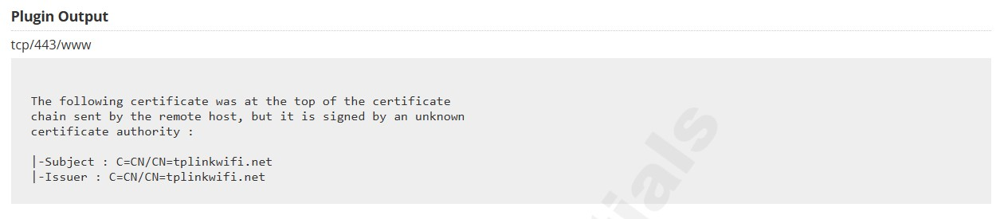 Plugin Output
tcp/443/www
The following certificate was at the top of the certificate
chain sent by the remote host, but it is signed by an unknown
certificate authority :
|-Subject : C=CN/CN=tplinkwifi.net
|-Issuer : C=CN/CN=tplinkwifi.net
tials